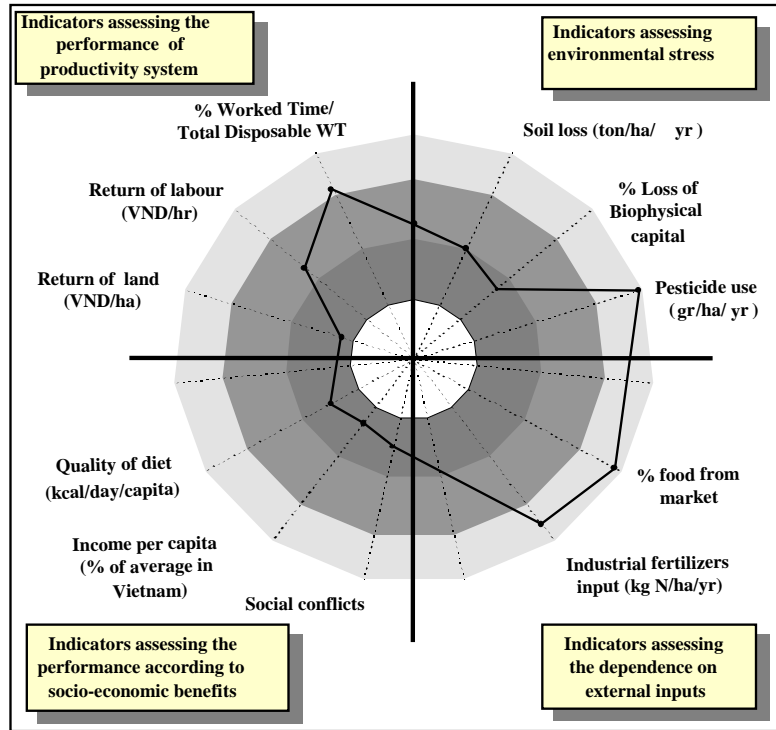 Indicators assessing the
performance of
productivity system
Indicators assessing
environmental stress
% Worked Time/
Total Disposable WT
Soil loss (ton/ha/ yr )
Return of labour
(VND/hr)
% Loss of
Biophysical
capital
Return of land
(VND/ha)
Pesticide use
(gr/ha/ yr )
Quality of diet
(kcal/day/capita)
% food from
market
Income per capita
(% of average in
Vietnam)
Industrial fertilizers
input (kg N/ha/yr)
Social conflicts
Indicators assessing the
performance according to
socio-economic benefits
Indicators assessing
the dependence on
external inputs